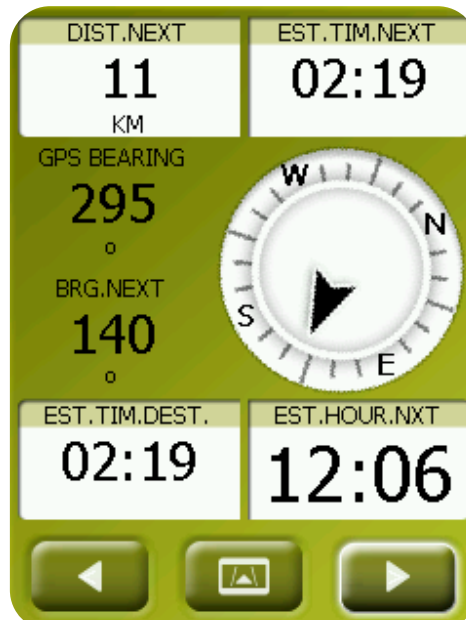 DIST.NEXT
11
KM
EST.TIM.NEXT
02:19
GPS BEARING
295
o
BRG.NEXT
140
o
W
N
S
E
EST.TIM.DEST.
02:19
EST.HOUR.NXT
12:06